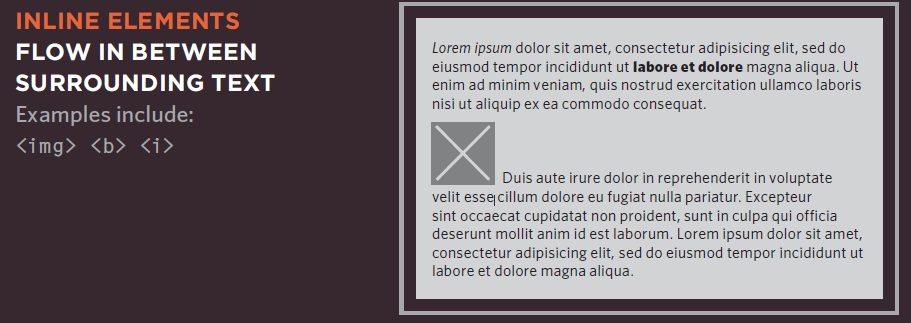 INLINE ELEMENTS
FLOW IN BETWEEN
SURROUNDING TEXT
Examples include:
<img> <b> <i>
Lorem ipsum dolor sit amet, consectetur adipisicing elit, sed do
eiusmod tempor incididunt ut labore et dolore magna aliqua. Ut
enim ad minim veniam, quis nostrud exercitation ullamco laboris
nisi ut aliquip ex ea commodo consequat.
Duis aute irure dolor in reprehenderit in voluptate
velit esse cillum dolore eu fugiat nulla pariatur. Excepteur
sint occaecat cupidatat non proident, sunt in culpa qui officia
deserunt mollit anim id est laborum. Lorem ipsum dolor sit amet,
consectetur adipisicing elit, sed do eiusmod tempor incididunt ut
labore et dolore magna aliqua.